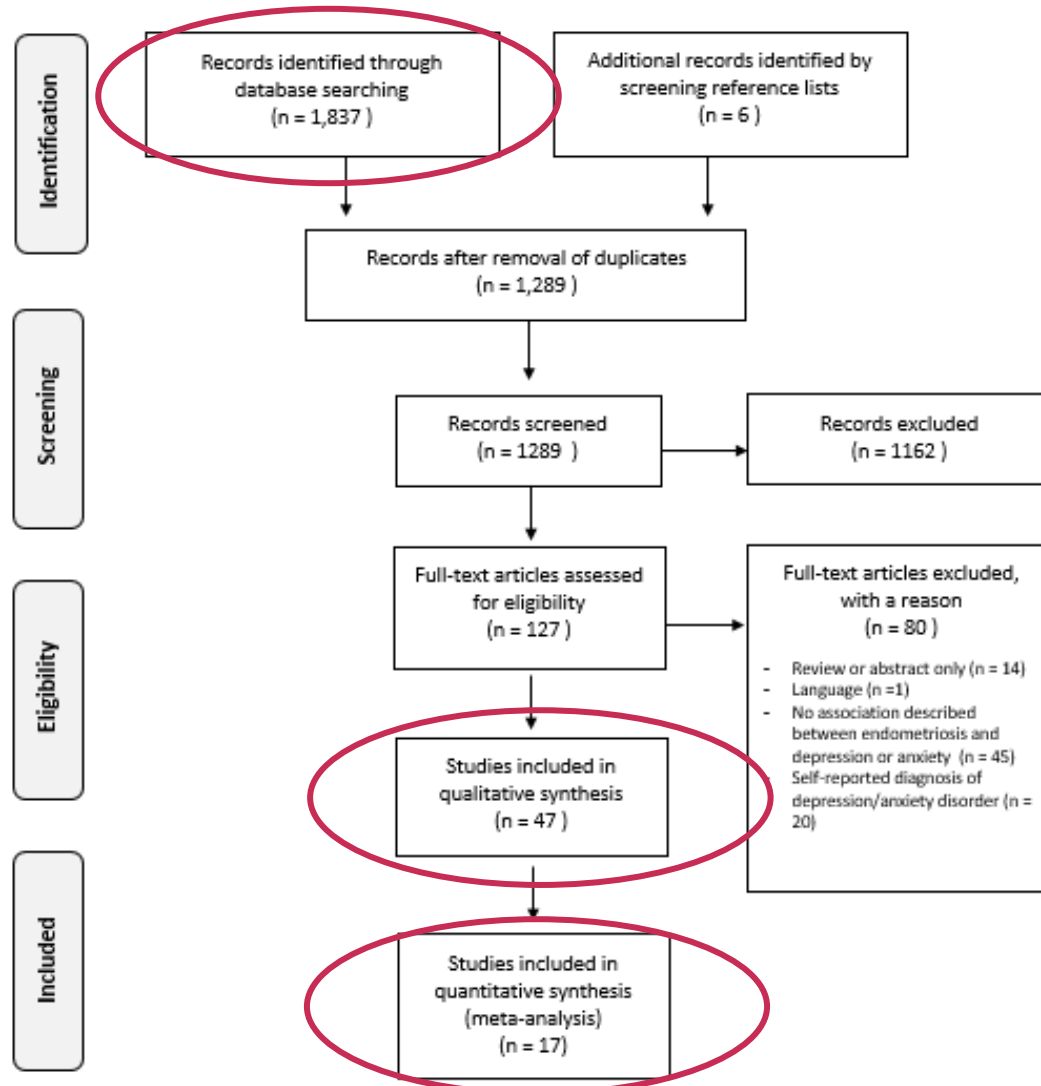 Identification
Records identified through
database searching
(n = 1,837 )
Additional records identified by
screening reference lists
(n = 6 )
Records after removal of duplicates
(n = 1,289 )
Screening
Records screened
(n = 1289 )
Records excluded
(n = 1162 )
Eligibility
Full-text articles assessed
for eligibility
(n = 127 )
Full-text articles excluded,
with a reason
(n = 80 )
- Review or abstract only (n = 14)
- Language (n =1)
- No association described
between endometriosis and
depression or anxiety (n = 45)
Self-reported diagnosis of
depression/anxiety disorder (n =
20)
Studies included in
qualitative synthesis
(n = 47 )
Included
Studies included in
quantitative synthesis
(meta-analysis)
(n = 17)